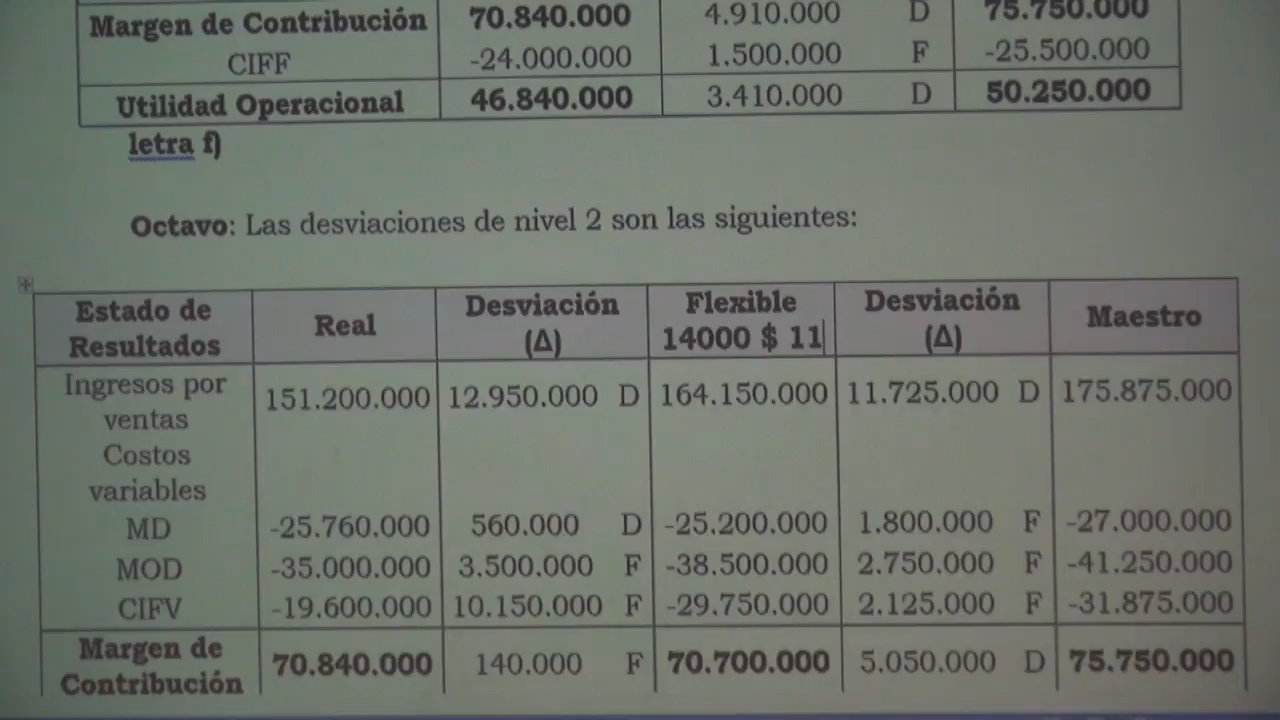 Margen de Contribución 70.840.000 4.910.000 D 75.750.000
CIFF -24.000.000 1.500.000 F -25.500.000
Utilidad Operacional 46.840.000 3.410.000 D 50.250.000
letra f)
Octavo: Las desviaciones de nivel 2 son las siguientes:
Estado de Resultados Real Desviación (Δ) Flexible 14000 $ 11 Desviación (Δ) Maestro
Ingresos por ventas 151.200.000 12.950.000 D 164.150.000 11.725.000 D 175.875.000
Costos variables
MD -25.760.000 560.000 D -25.200.000 1.800.000 F -27.000.000
MOD -35.000.000 3.500.000 F -38.500.000 2.750.000 F -41.250.000
CIFV -19.600.000 10.150.000 F -29.750.000 2.125.000 F -31.875.000
Margen de Contribución 70.840.000 140.000 F 70.700.000 5.050.000 D 75.750.000